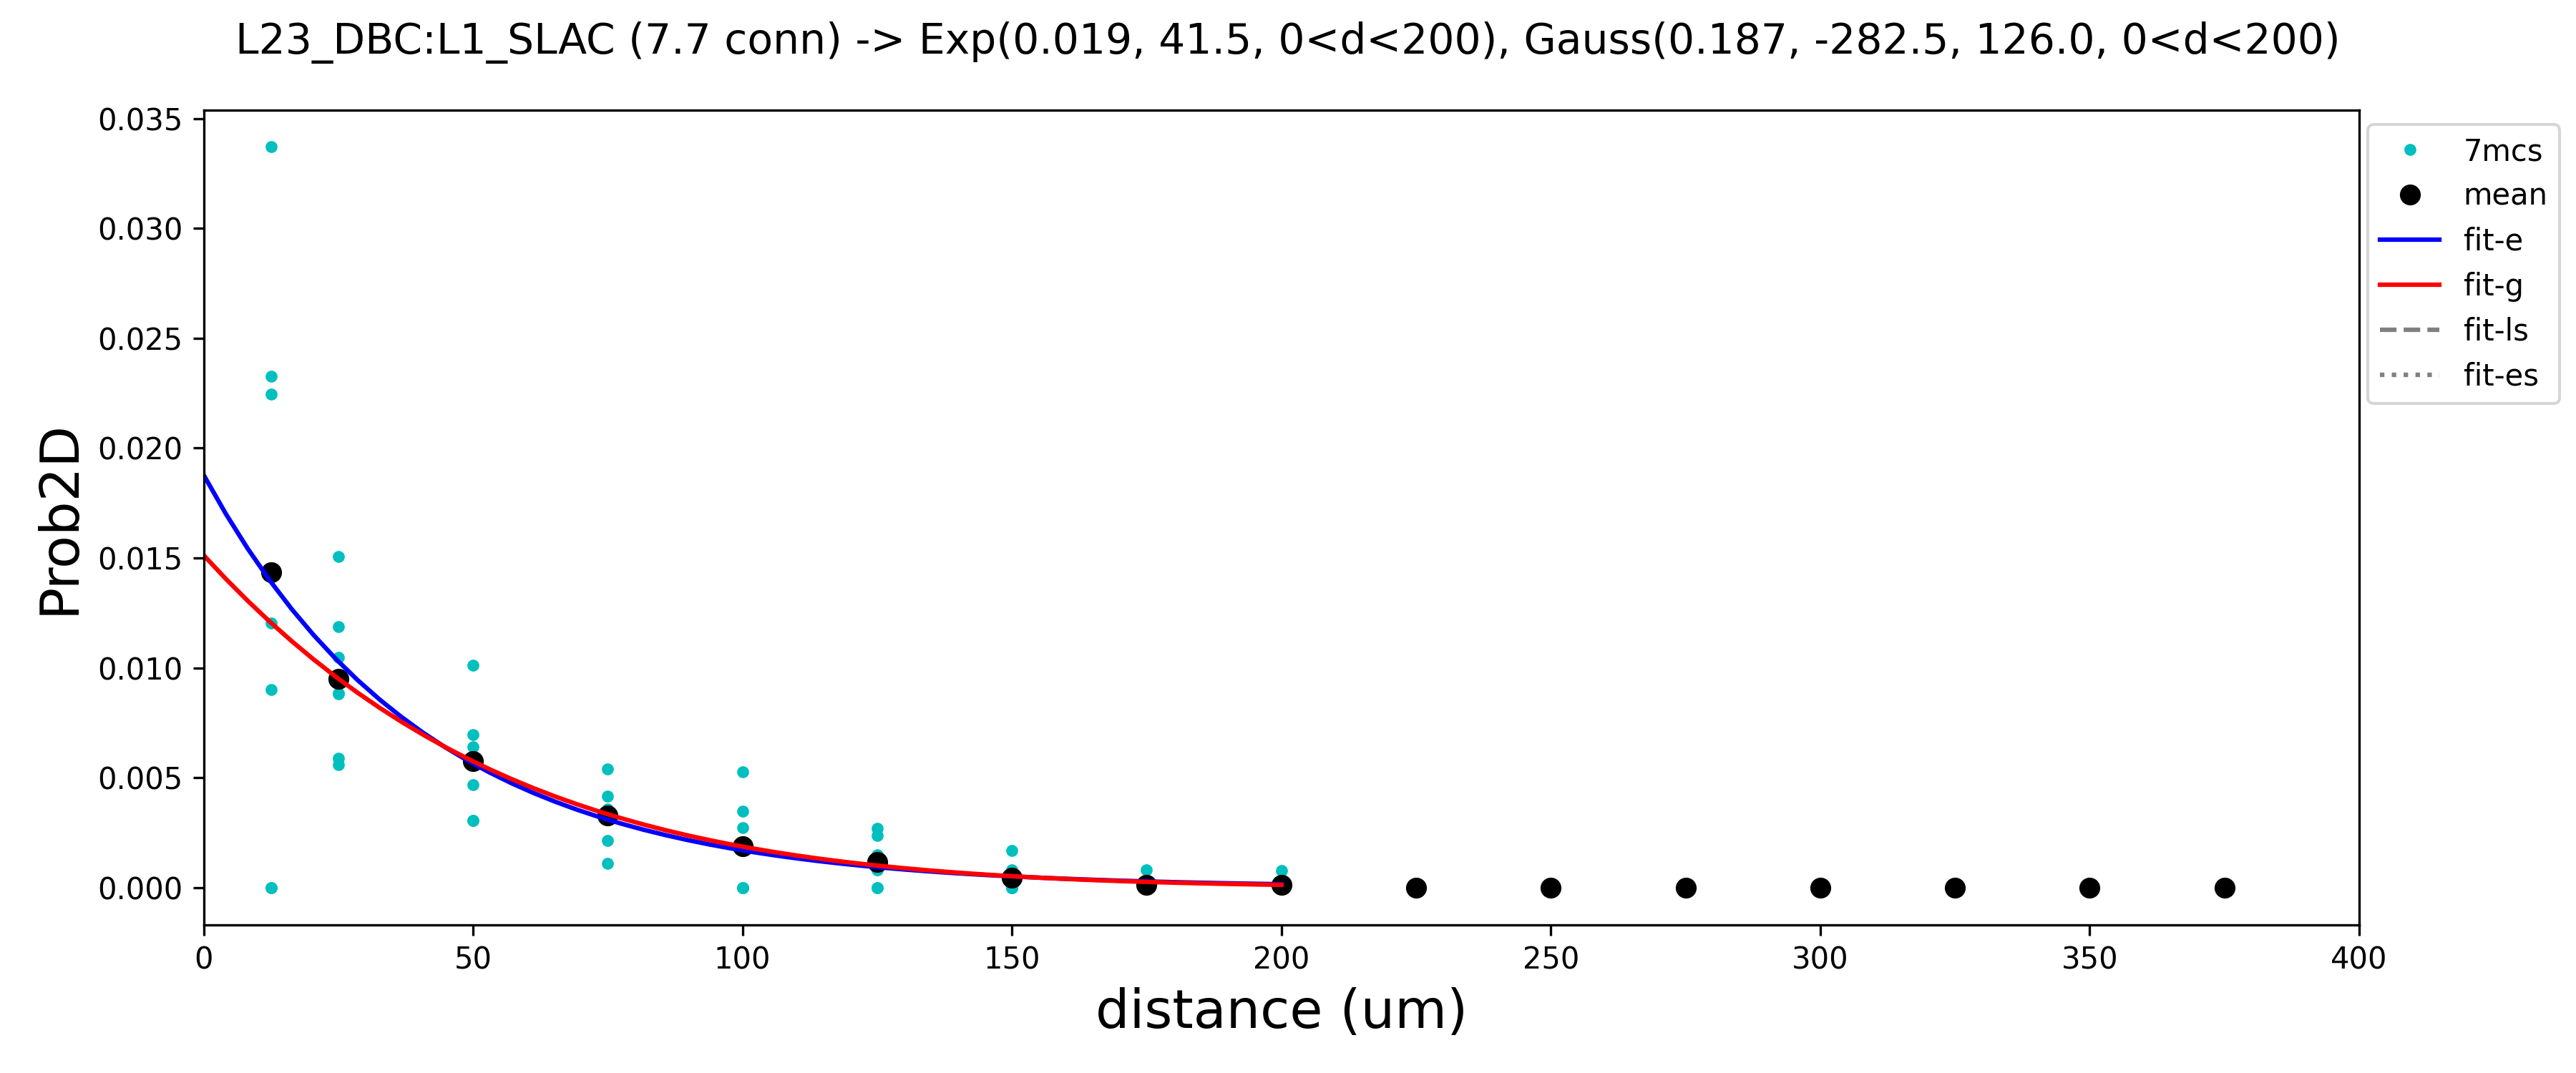 L23_DBC:L1_SLAC (7.7 conn) -> Exp(0.019, 41.5, 0<d<200), Gauss(0.187, -282.5, 126.0, 0<d<200)
0.035
0.030
0.025
0.020
0.015
0.010
0.005
0.000
Prob2D
0 50 100 150 200 250 300 350 400
distance (um)
7mcs
mean
fit-e
fit-g
fit-ls
fit-es